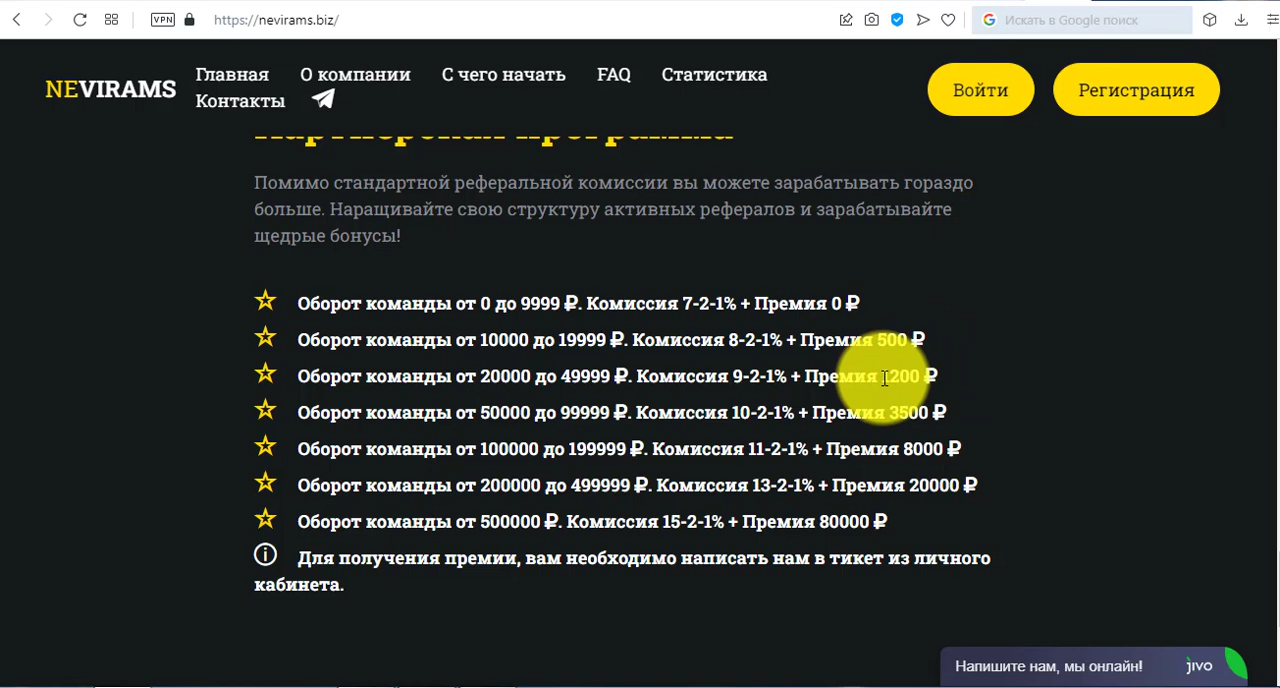 VPN https://nevirams.biz/ Искать в Google поиск
NEVIRAMS Главная О компании С чего начать FAQ Статистика
Контакты
Войти Регистрация
Партнерская программа
Помимо стандартной реферальной комиссии вы можете зарабатывать гораздо
больше. Наращивайте свою структуру активных рефералов и зарабатывайте
щедрые бонусы!
Оборот команды от 0 до 9999 ₽. Комиссия 7-2-1% + Премия 0 ₽
Оборот команды от 10000 до 19999 ₽. Комиссия 8-2-1% + Премия 500 ₽
Оборот команды от 20000 до 49999 ₽. Комиссия 9-2-1% + Премия 1200 ₽
Оборот команды от 50000 до 99999 ₽. Комиссия 10-2-1% + Премия 3500 ₽
Оборот команды от 100000 до 199999 ₽. Комиссия 11-2-1% + Премия 8000 ₽
Оборот команды от 200000 до 499999 ₽. Комиссия 13-2-1% + Премия 20000 ₽
Оборот команды от 500000 ₽. Комиссия 15-2-1% + Премия 80000 ₽
Для получения премии, вам необходимо написать нам в тикет из личного
кабинета.
Напишите нам, мы онлайн! jivo